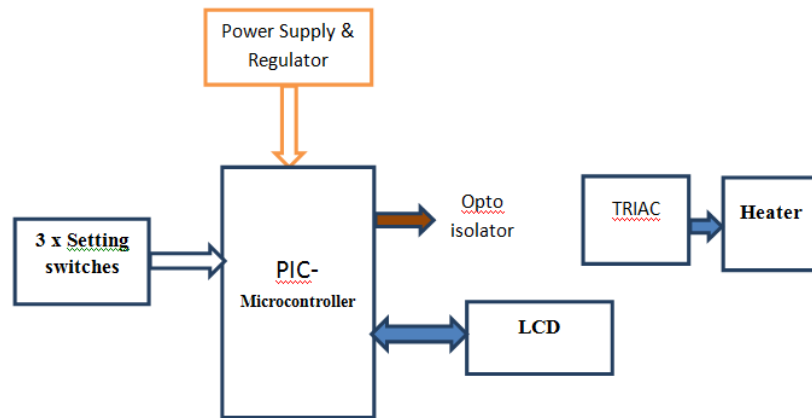 Power Supply &
Regulator
3 x Setting
switches
PIC-
Microcontroller
Opto
isolator
TRIAC
Heater
LCD